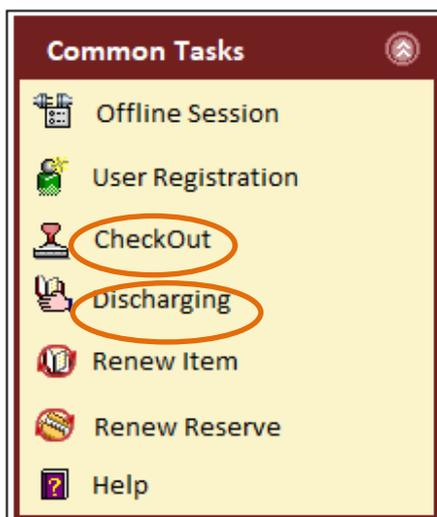 Common Tasks
Offline Session
User Registration
CheckOut
Discharging
Renew Item
Renew Reserve
Help